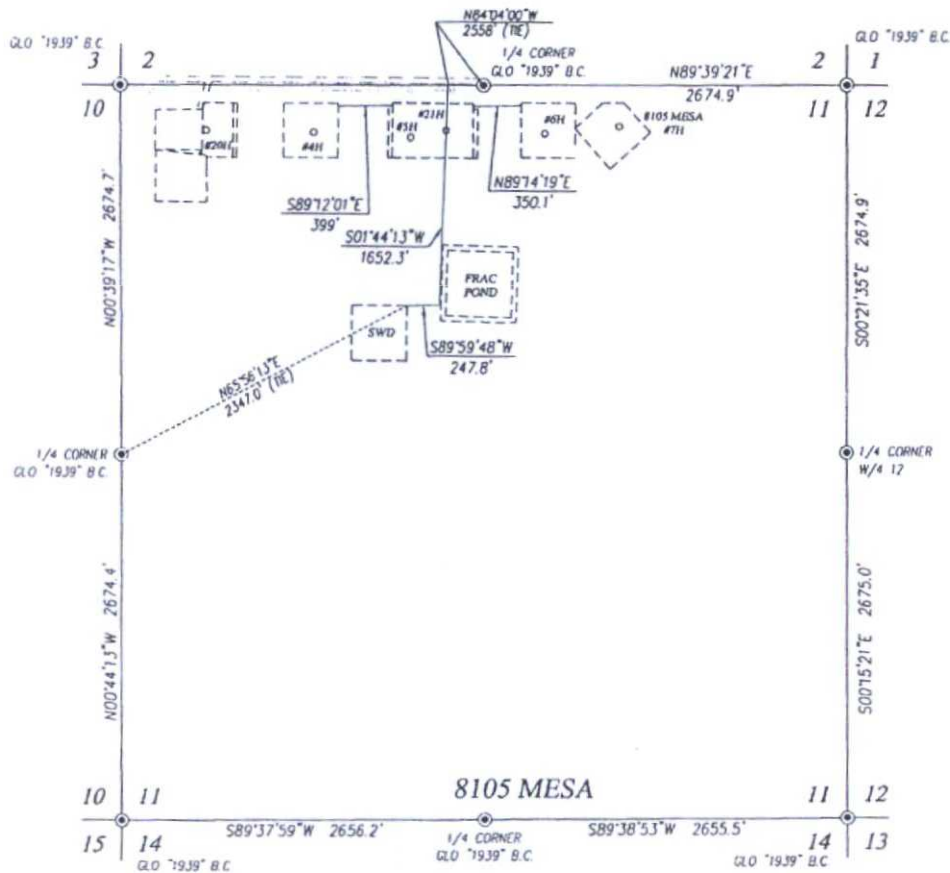 N84°04'00"W
2558' (TIE)
GLO "1939" B.C.
1/4 CORNER
GLO "1939" B.C.
GLO "1939" B.C.
3 2
2 1
N89°39'21"E
2674.9'
10
11 12
#20H
#4H
#5H
#21H
#6H
8105 MESA
#7H
S89°12'01"E
399'
N89°14'19"E
350.1'
S01°44'13"W
1652.3'
N00°39'17"W 2674.7'
S00°21'35"E 2674.9'
FRAC
POND
SWD
S89°59'48"W
247.8'
N65°56'13"E
2347.0' (TIE)
1/4 CORNER
GLO "1939" B.C.
1/4 CORNER
W/4 12
N00°44'13"W 2674.4'
S00°15'21"E 2675.0'
8105 MESA
10 11
11 12
S89°37'59"W 2656.2'
S89°38'53"W 2655.5'
15 14
1/4 CORNER
GLO "1939" B.C.
14 13
GLO "1939" B.C.
GLO "1939" B.C.